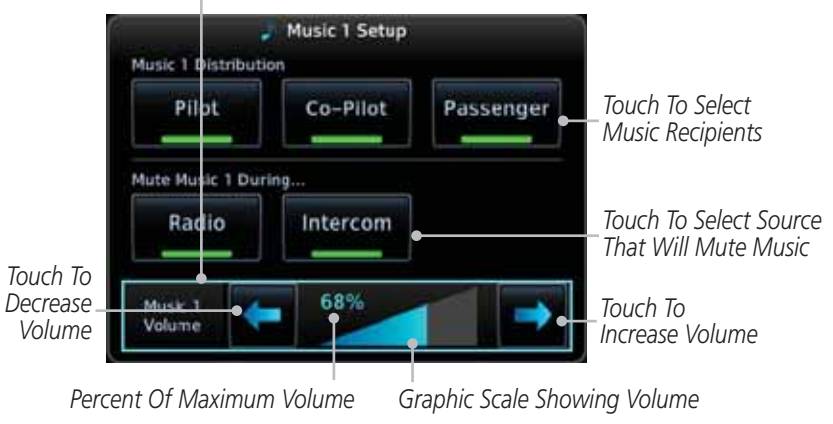 Music 1 Setup
Music 1 Distribution
Pilot
Co-Pilot
Passenger
Touch To Select
Music Recipients
Mute Music 1 During...
Radio
Intercom
Touch To Select Source
That Will Mute Music
Touch To
Decrease
Volume
Music 1
Volume
68%
Touch To
Increase Volume
Percent Of Maximum Volume
Graphic Scale Showing Volume